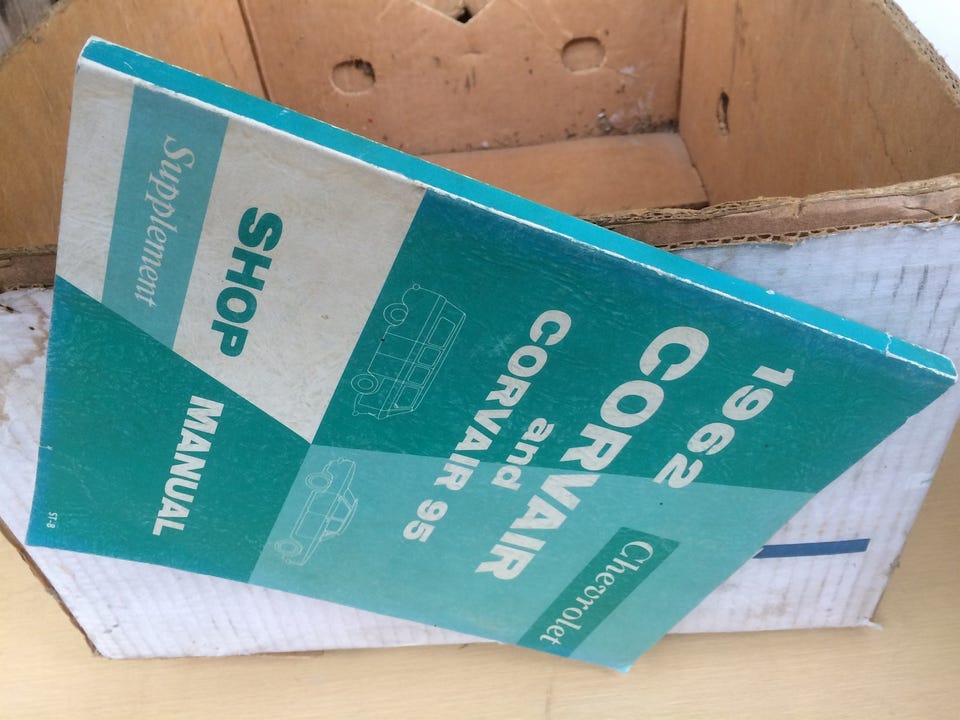 1962
CORVAIR
and
CORVAIR 95
Chevrolet
SHOP
MANUAL
Supplement
ST-8